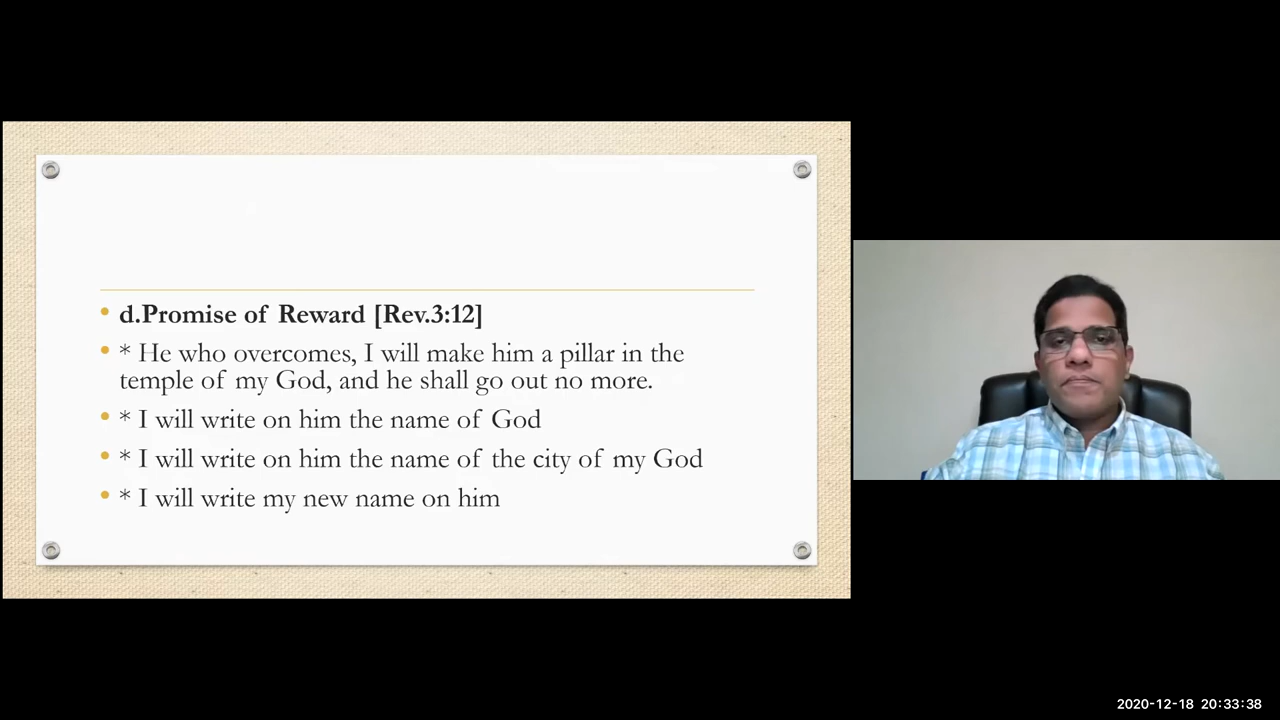 • d.Promise of Reward [Rev.3:12]
• * He who overcomes, I will make him a pillar in the
temple of my God, and he shall go out no more.
• * I will write on him the name of God
• * I will write on him the name of the city of my God
• * I will write my new name on him
2020-12-18 20:33:38